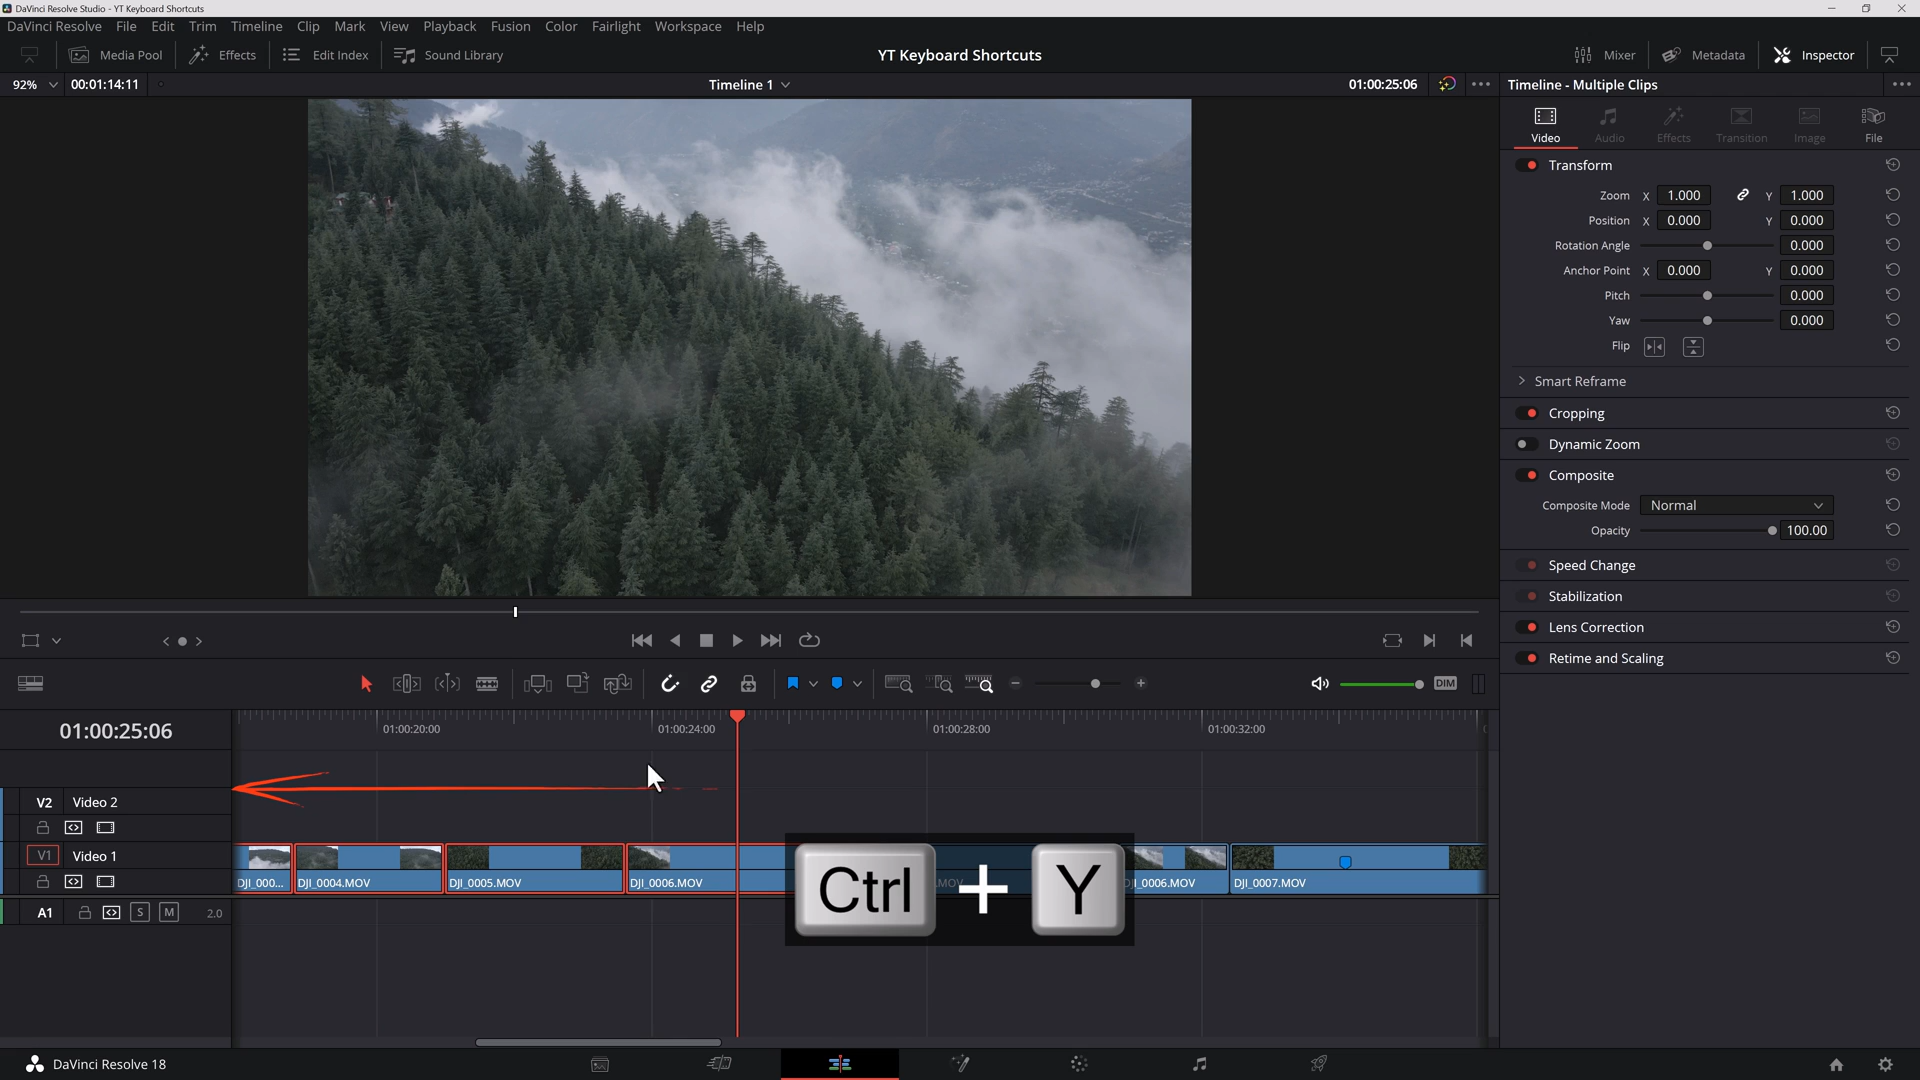 DaVinci Resolve Studio - YT Keyboard Shortcuts
DaVinci Resolve File Edit Trim Timeline Clip Mark View Playback Fusion Color Fairlight Workspace Help
Media Pool Effects Edit Index Sound Library YT Keyboard Shortcuts Mixer Metadata Inspector
92% 00:01:14:11 Timeline 1 01:00:25:06 Timeline - Multiple Clips
Video Audio Effects Transition Image File
Transform
Zoom X 1.000 Y 1.000
Position X 0.000 Y 0.000
Rotation Angle 0.000
Anchor Point X 0.000 Y 0.000
Pitch 0.000
Yaw 0.000
Flip
Smart Reframe
Cropping
Dynamic Zoom
Composite
Composite Mode Normal
Opacity 100.00
Speed Change
Stabilization
Lens Correction
Retime and Scaling
DIM
01:00:25:06 01:00:20:00 01:00:24:00 01:00:28:00 01:00:32:00
V2 Video 2
V1 Video 1
DJI_000... DJI_0004.MOV DJI_0005.MOV DJI_0006.MOV .MOV DJI_0006.MOV DJI_0007.MOV
Ctrl + Y
A1 S M 2.0
DaVinci Resolve 18